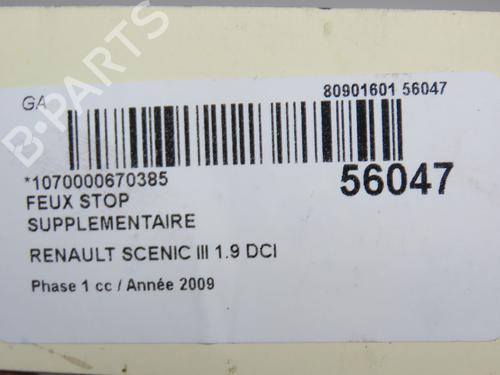 GA
80901601 56047
*1070000670385
56047
FEUX STOP
SUPPLEMENTAIRE
RENAULT SCENIC III 1.9 DCI
Phase 1 cc / Année 2009
B-PARTS